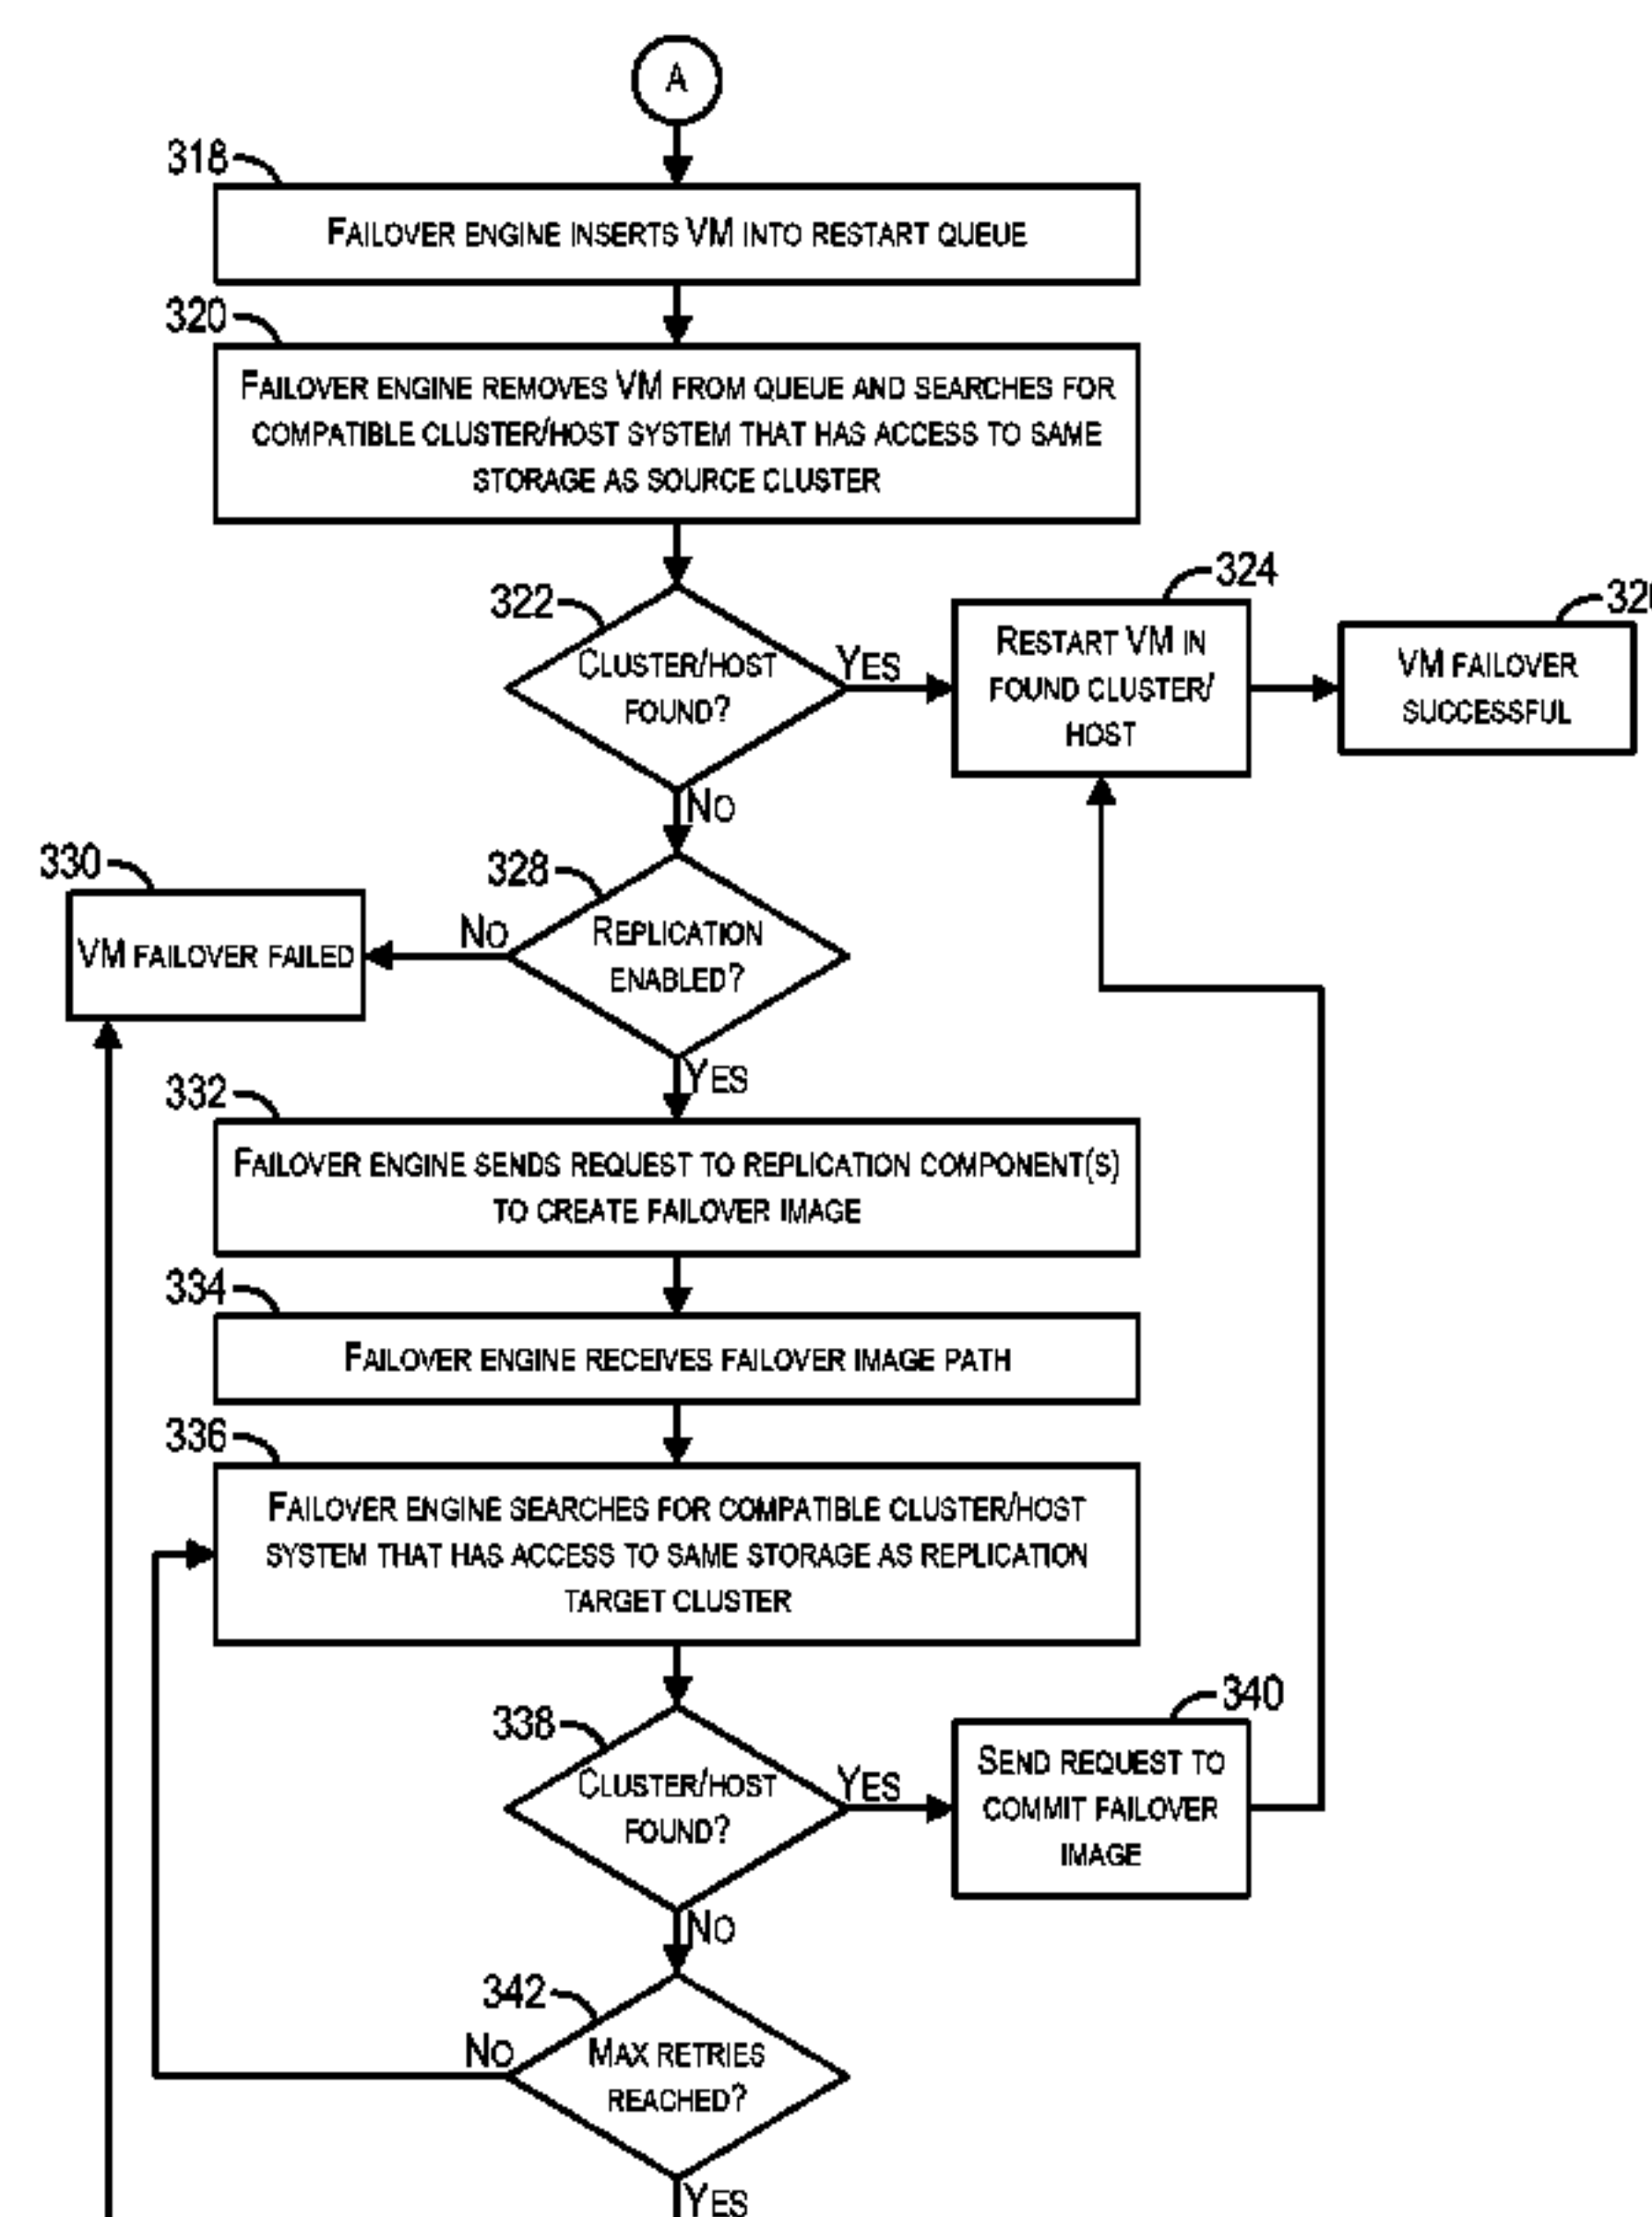 A
318
FAILOVER ENGINE INSERTS VM INTO RESTART QUEUE
320
FAILOVER ENGINE REMOVES VM FROM QUEUE AND SEARCHES FOR
COMPATIBLE CLUSTER/HOST SYSTEM THAT HAS ACCESS TO SAME
STORAGE AS SOURCE CLUSTER
322
CLUSTER/HOST
FOUND?
YES
324
RESTART VM IN
FOUND CLUSTER/
HOST
VM FAILOVER
SUCCESSFUL
NO
328
REPLICATION
ENABLED?
NO
330
VM FAILOVER FAILED
YES
332
FAILOVER ENGINE SENDS REQUEST TO REPLICATION COMPONENT(S)
TO CREATE FAILOVER IMAGE
334
FAILOVER ENGINE RECEIVES FAILOVER IMAGE PATH
336
FAILOVER ENGINE SEARCHES FOR COMPATIBLE CLUSTER/HOST
SYSTEM THAT HAS ACCESS TO SAME STORAGE AS REPLICATION
TARGET CLUSTER
338
CLUSTER/HOST
FOUND?
YES
340
SEND REQUEST TO
COMMIT FAILOVER
IMAGE
NO
342
MAX RETRIES
REACHED?
NO
YES